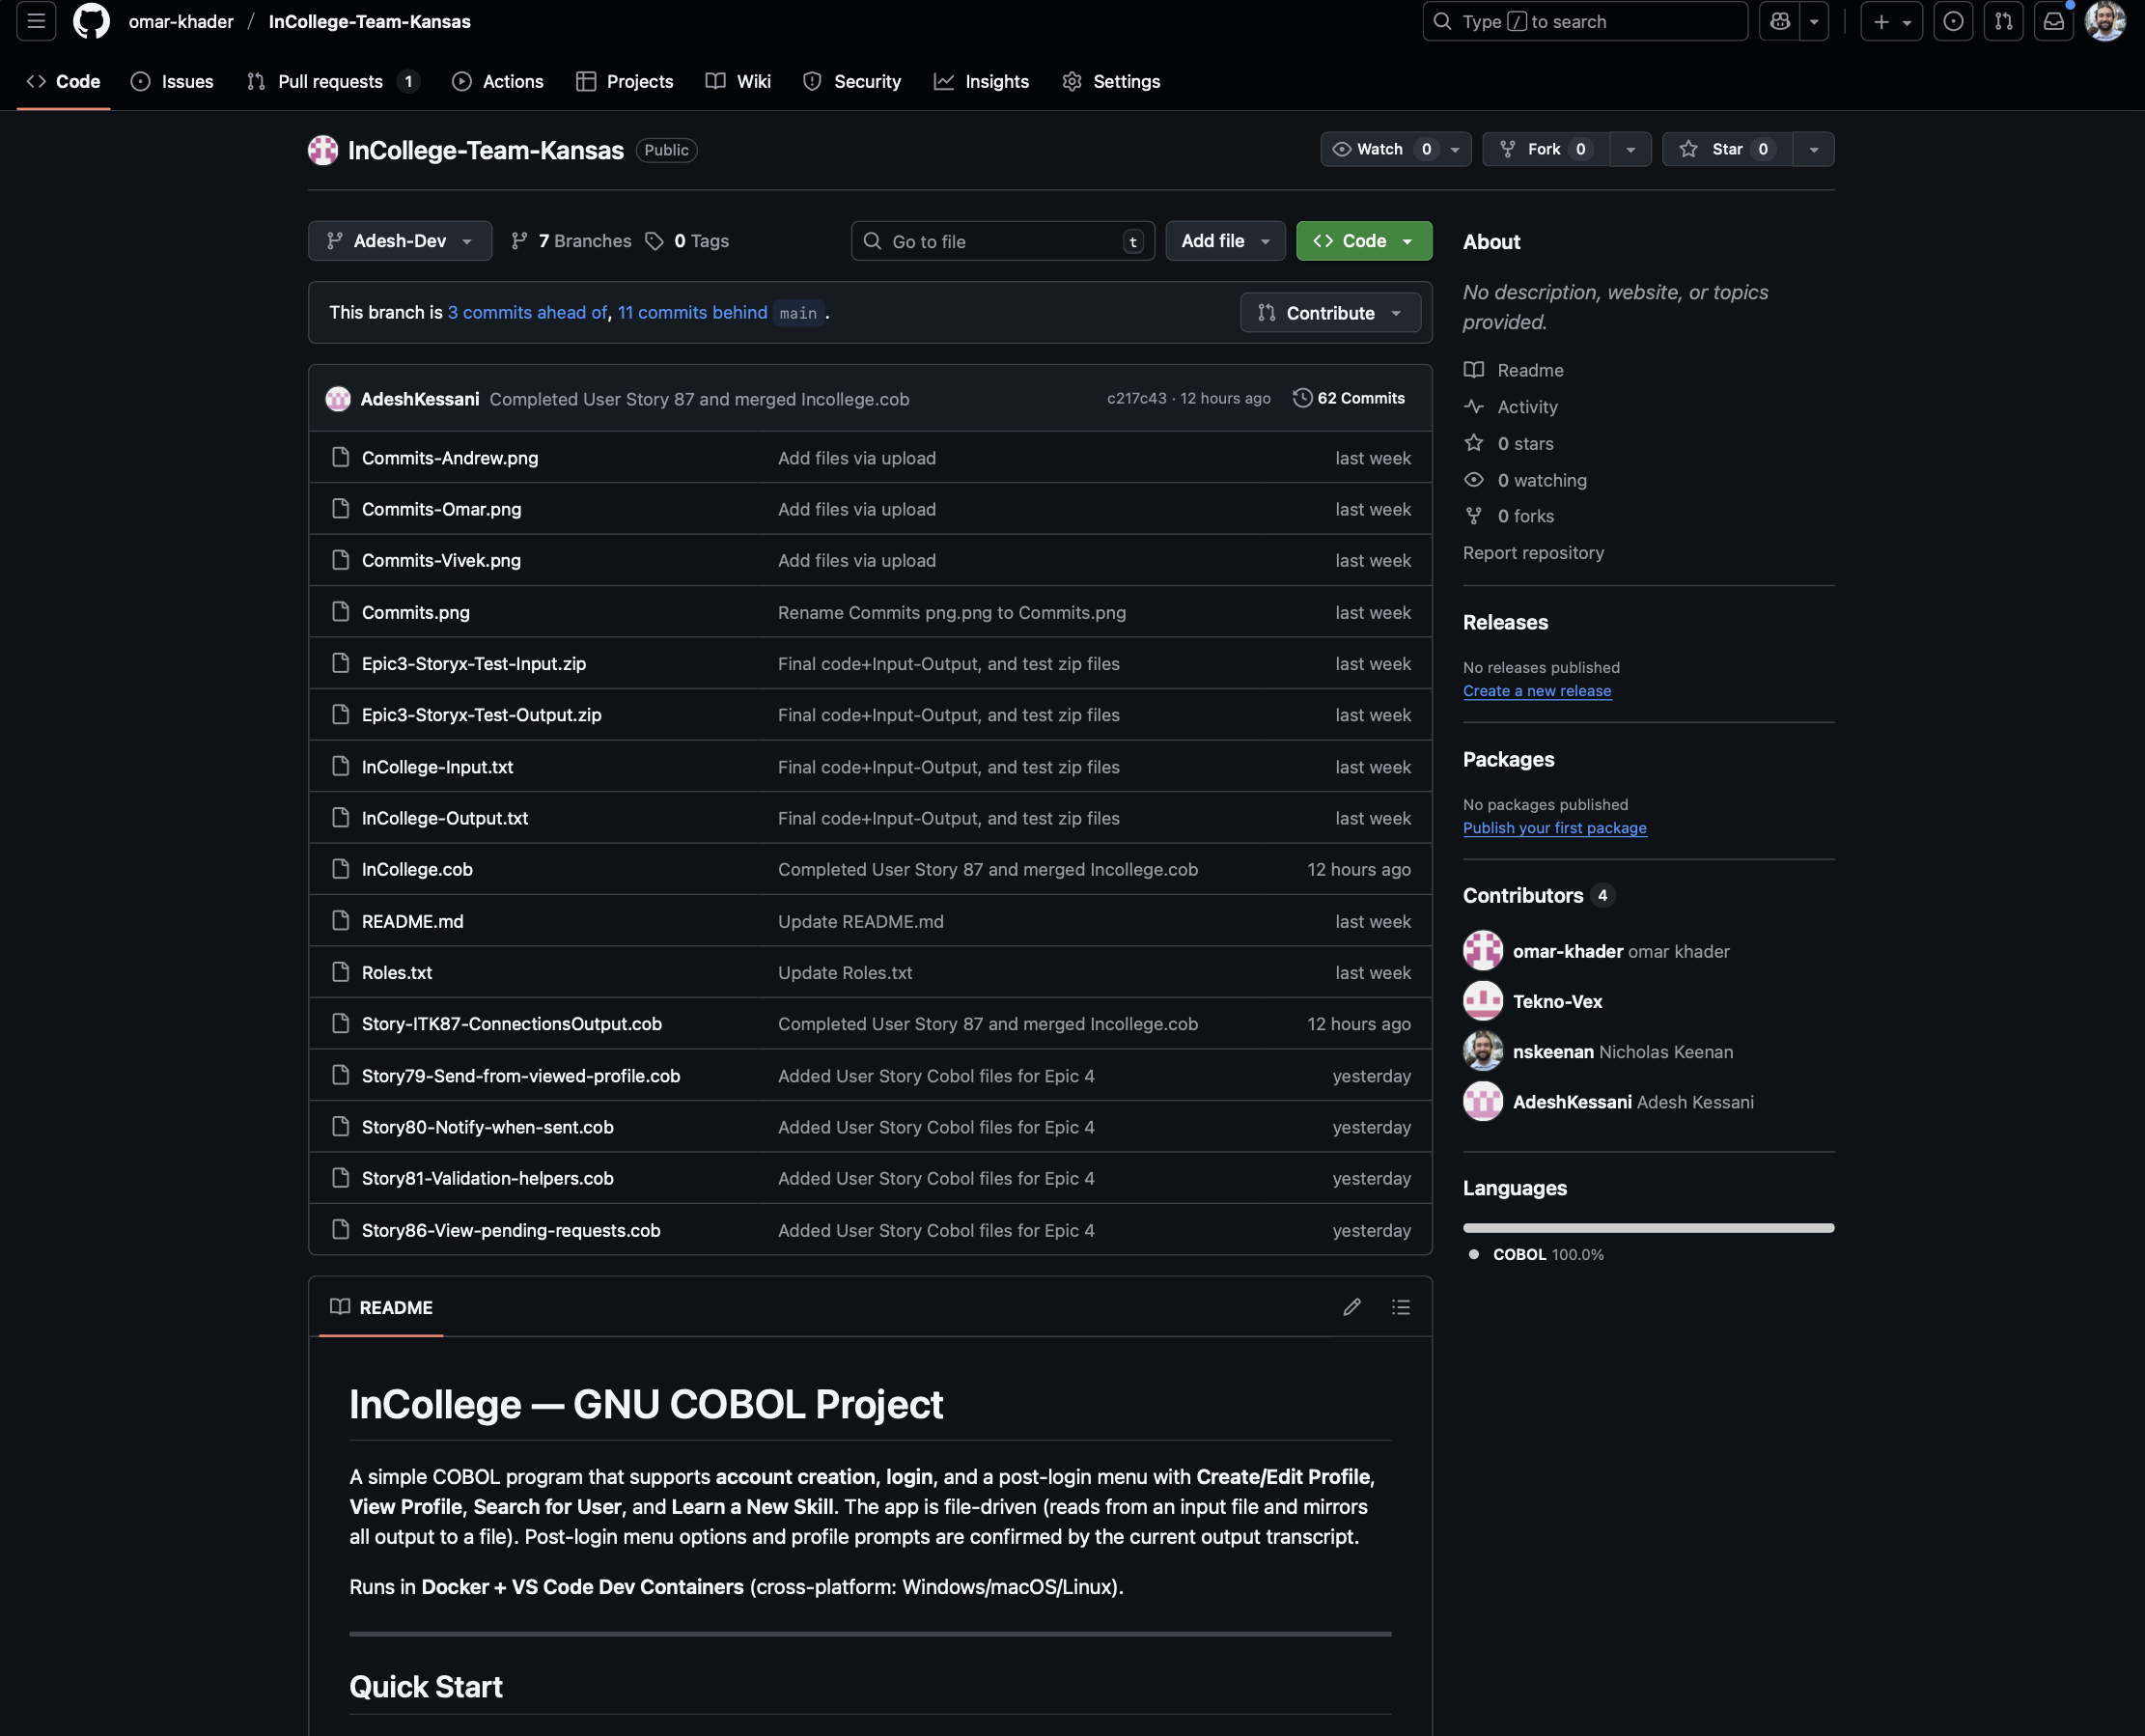 omar-khader / InCollege-Team-Kansas
Type / to search
Code
Issues
Pull requests 1
Actions
Projects
Wiki
Security
Insights
Settings
InCollege-Team-Kansas Public
Watch 0
Fork 0
Star 0
Adesh-Dev
7 Branches
0 Tags
Go to file t
Add file
Code
This branch is 3 commits ahead of, 11 commits behind main .
Contribute
AdeshKessani Completed User Story 87 and merged Incollege.cob c217c43 · 12 hours ago 62 Commits
Commits-Andrew.png Add files via upload last week
Commits-Omar.png Add files via upload last week
Commits-Vivek.png Add files via upload last week
Commits.png Rename Commits png.png to Commits.png last week
Epic3-Storyx-Test-Input.zip Final code+Input-Output, and test zip files last week
Epic3-Storyx-Test-Output.zip Final code+Input-Output, and test zip files last week
InCollege-Input.txt Final code+Input-Output, and test zip files last week
InCollege-Output.txt Final code+Input-Output, and test zip files last week
InCollege.cob Completed User Story 87 and merged Incollege.cob 12 hours ago
README.md Update README.md last week
Roles.txt Update Roles.txt last week
Story-ITK87-ConnectionsOutput.cob Completed User Story 87 and merged Incollege.cob 12 hours ago
Story79-Send-from-viewed-profile.cob Added User Story Cobol files for Epic 4 yesterday
Story80-Notify-when-sent.cob Added User Story Cobol files for Epic 4 yesterday
Story81-Validation-helpers.cob Added User Story Cobol files for Epic 4 yesterday
Story86-View-pending-requests.cob Added User Story Cobol files for Epic 4 yesterday
README
InCollege — GNU COBOL Project
A simple COBOL program that supports account creation, login, and a post-login menu with Create/Edit Profile,
View Profile, Search for User, and Learn a New Skill. The app is file-driven (reads from an input file and mirrors
all output to a file). Post-login menu options and profile prompts are confirmed by the current output transcript.
Runs in Docker + VS Code Dev Containers (cross-platform: Windows/macOS/Linux).
Quick Start
About
No description, website, or topics
provided.
Readme
Activity
0 stars
0 watching
0 forks
Report repository
Releases
No releases published
Create a new release
Packages
No packages published
Publish your first package
Contributors 4
omar-khader omar khader
Tekno-Vex
nskeenan Nicholas Keenan
AdeshKessani Adesh Kessani
Languages
COBOL 100.0%